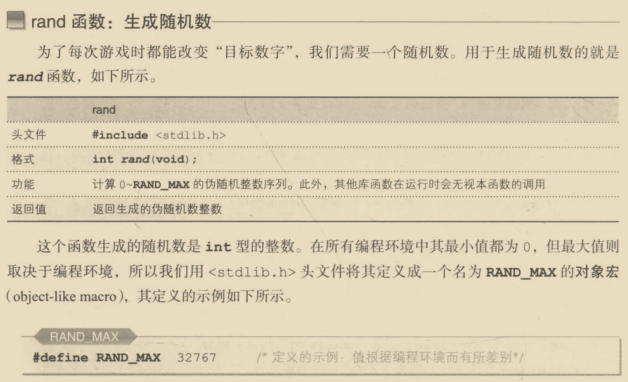 rand 函数：生成随机数
为了每次游戏时都能改变“目标数字”，我们需要一个随机数。用于生成随机数的就是
rand 函数，如下所示。
rand
头文件 #include <stdlib.h>
格式 int rand(void);
功能 计算 0~RAND_MAX 的伪随机整数序列。此外，其他库函数在运行时会无视本函数的调用
返回值 返回生成的伪随机数整数
这个函数生成的随机数是 int 型的整数。在所有编程环境中其最小值都为 0，但最大值则
取决于编程环境，所以我们用 <stdlib.h> 头文件将其定义成一个名为 RAND_MAX 的对象宏
（object-like macro），其定义的示例如下所示。
RAND_MAX
#define RAND_MAX 32767 /* 定义的示例：值根据编程环境而有所差别*/